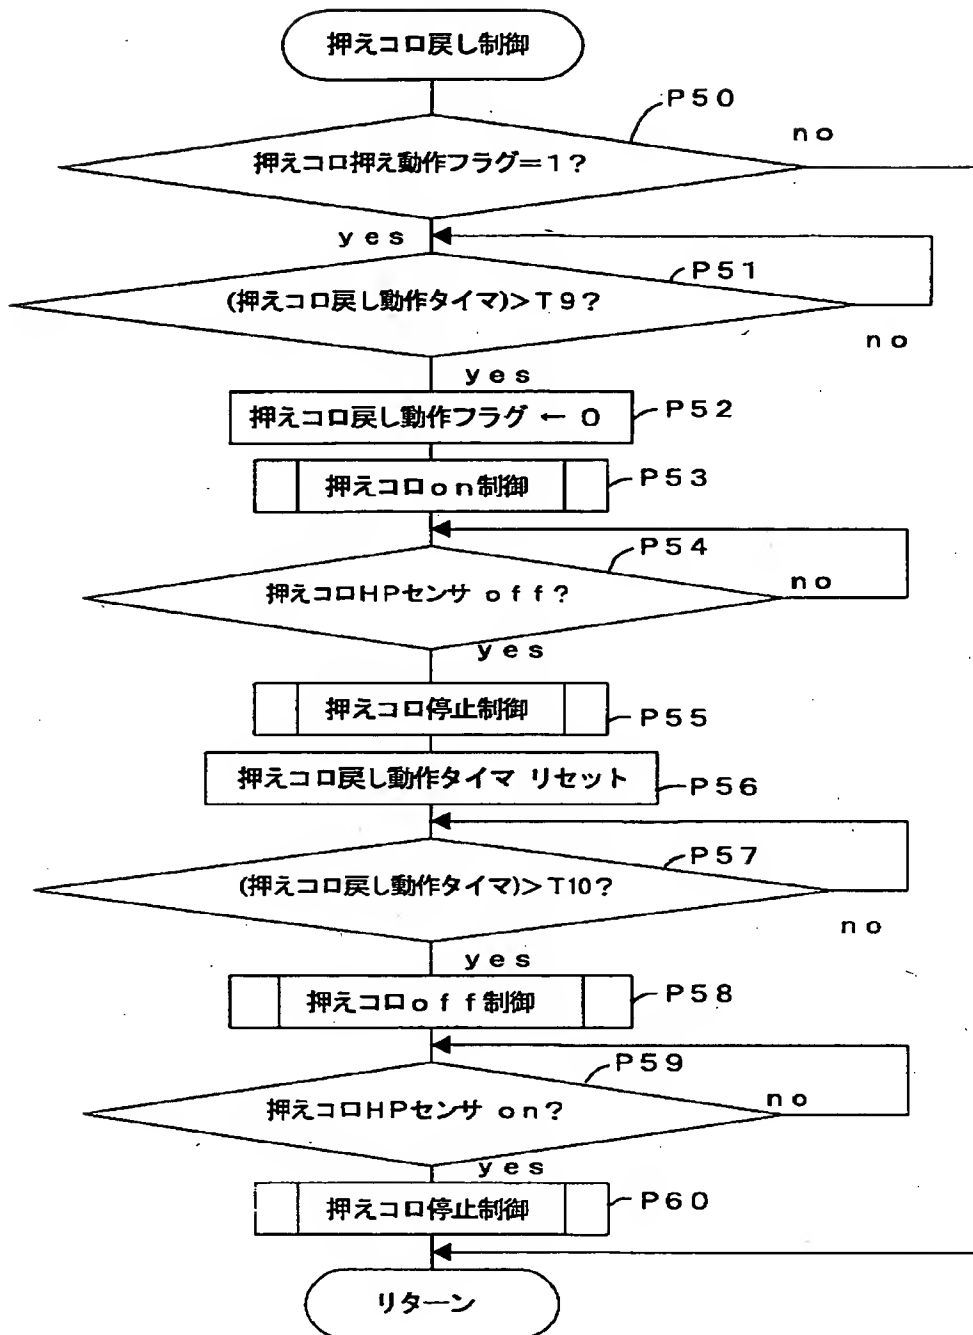 押えコロ戻し制御
P50
no
押えコロ押え動作フラグ=1?
yes
P51
(押えコロ戻し動作タイマ)>T9?
no
yes
押えコロ戻し動作フラグ ← 0
P52
押えコロon制御
P53
P54
押えコロHPセンサ off?
no
yes
押えコロ停止制御
P55
押えコロ戻し動作タイマ リセット
P56
P57
(押えコロ戻し動作タイマ)>T10?
no
yes
押えコロoff制御
P58
P59
押えコロHPセンサ on?
no
yes
押えコロ停止制御
P60
リターン